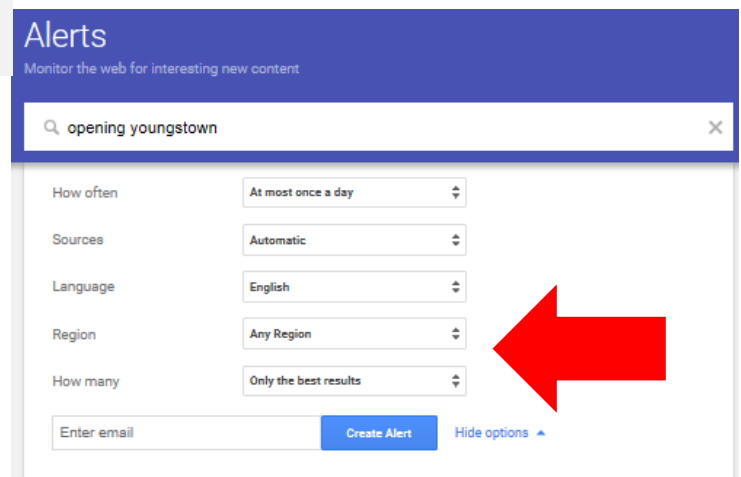 Alerts
Monitor the web for interesting new content
opening youngstown
How often At most once a day
Sources Automatic
Language English
Region Any Region
How many Only the best results
Enter email Create Alert Hide options